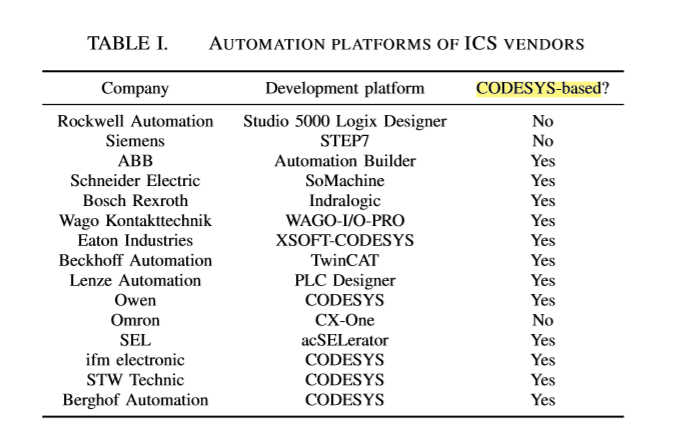 TABLE I. AUTOMATION PLATFORMS OF ICS VENDORS
Company Development platform CODESYS-based?
Rockwell Automation Studio 5000 Logix Designer No
Siemens STEP7 No
ABB Automation Builder Yes
Schneider Electric SoMachine Yes
Bosch Rexroth Indralogic Yes
Wago Kontakttechnik WAGO-I/O-PRO Yes
Eaton Industries XSOFT-CODESYS Yes
Beckhoff Automation TwinCAT Yes
Lenze Automation PLC Designer Yes
Owen CODESYS Yes
Omron CX-One No
SEL acSELerator Yes
ifm electronic CODESYS Yes
STW Technic CODESYS Yes
Berghof Automation CODESYS Yes